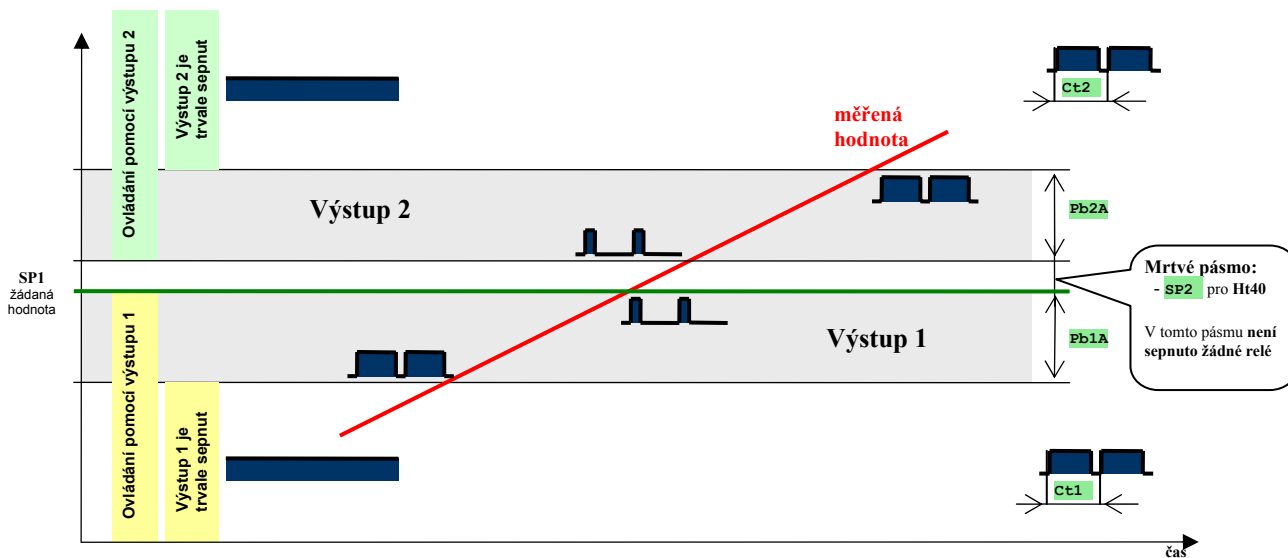 Ovládání pomocí výstupu 2
Výstup 2 je
trvale sepnut
Ct2
měřená
hodnota
Výstup 2
Pb2A
SP1
žádaná
hodnota
Mrtvé pásmo:
- SP2 pro Ht40
V tomto pásmu není
sepnuto žádné relé
Výstup 1
Pb1A
Ovládání pomocí výstupu 1
Výstup 1 je
trvale sepnut
Ct1
čas